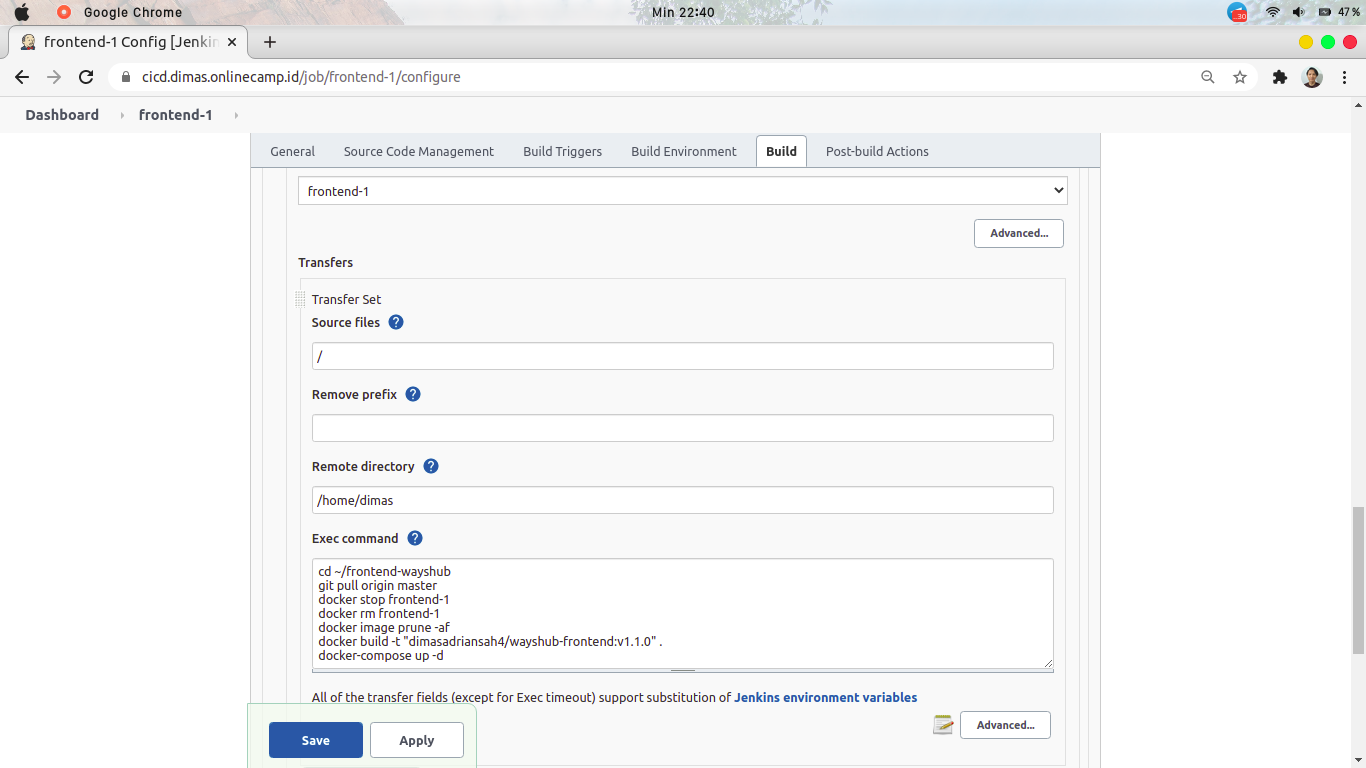 Google Chrome
Min 22:40
30
47 %
frontend-1 Config [Jenkin
cicd.dimas.onlinecamp.id/job/frontend-1/configure
Dashboard
frontend-1
General
Source Code Management
Build Triggers
Build Environment
Build
Post-build Actions
frontend-1
Advanced...
Transfers
Transfer Set
Source files ?
/
Remove prefix ?
Remote directory ?
/home/dimas
Exec command ?
cd ~/frontend-wayshub
git pull origin master
docker stop frontend-1
docker rm frontend-1
docker image prune -af
docker build -t "dimasadriansah4/wayshub-frontend:v1.1.0" .
docker-compose up -d
All of the transfer fields (except for Exec timeout) support substitution of Jenkins environment variables
Advanced...
Save
Apply